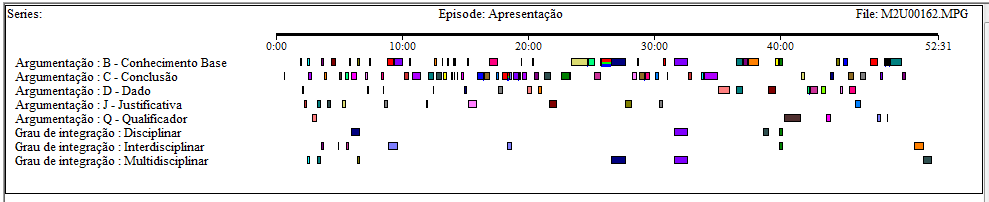 Series: Episode: Apresentação File: M2U00162.MPG
0:00 10:00 20:00 30:00 40:00 52:31
Argumentação : B - Conhecimento Base
Argumentação : C - Conclusão
Argumentação : D - Dado
Argumentação : J - Justificativa
Argumentação : Q - Qualificador
Grau de integração : Disciplinar
Grau de integração : Interdisciplinar
Grau de integração : Multidisciplinar